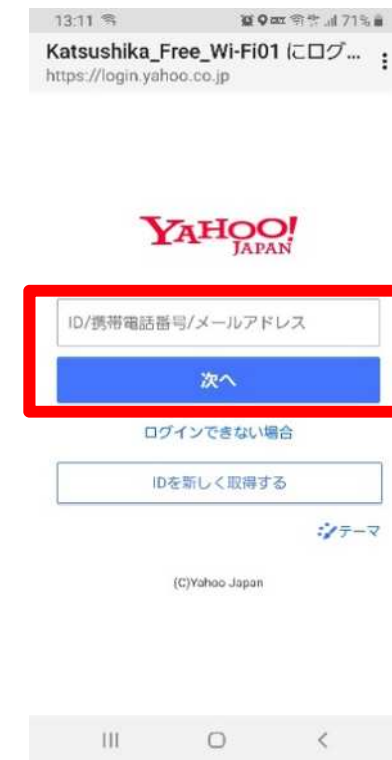 13:11
71%
Katsushika_Free_Wi-Fi01 にログ...
https://login.yahoo.co.jp
YAHOO!
JAPAN
ID/携帯電話番号/メールアドレス
次へ
ログインできない場合
IDを新しく取得する
テーマ
(C)Yahoo Japan